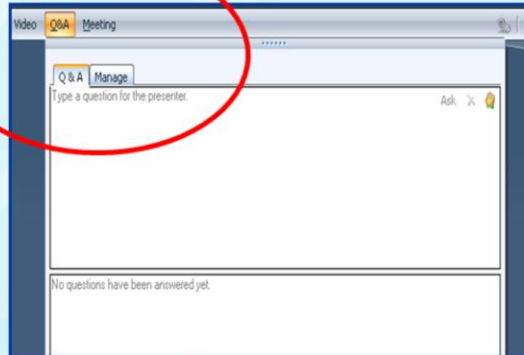 Video Q&A Meeting
Q & A Manage
Type a question for the presenter. Ask
No questions have been answered yet.